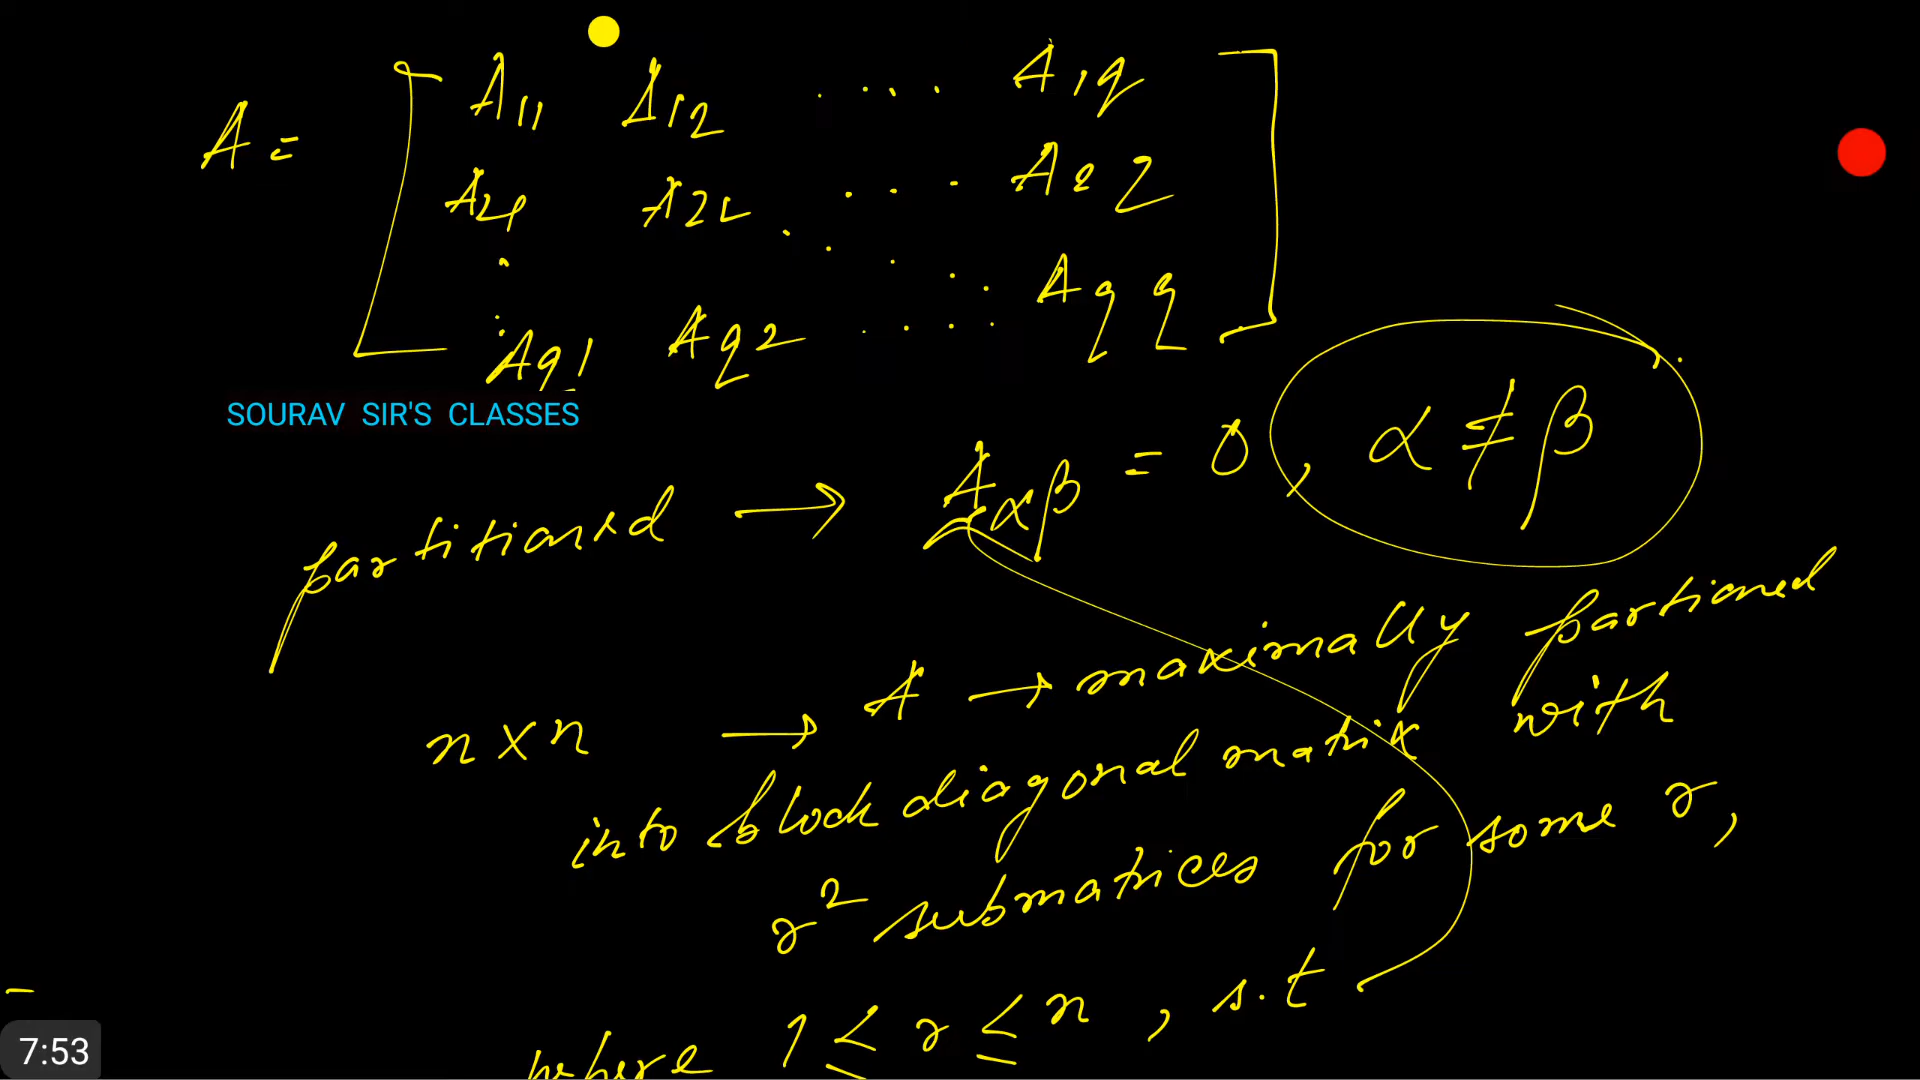 A = [ A11 A12 .... A1q
A21 A22 ... A2q
: ..... Aqq
Aq1 Aq2 .... ]
SOURAV SIR'S CLASSES
partitioned → Aαβ = 0, α ≠ β
n×n → A → maximally partioned
into block diagonal matrix with
r² submatrices for some r,
where 1 ≤ r ≤ n, s.t
7:53